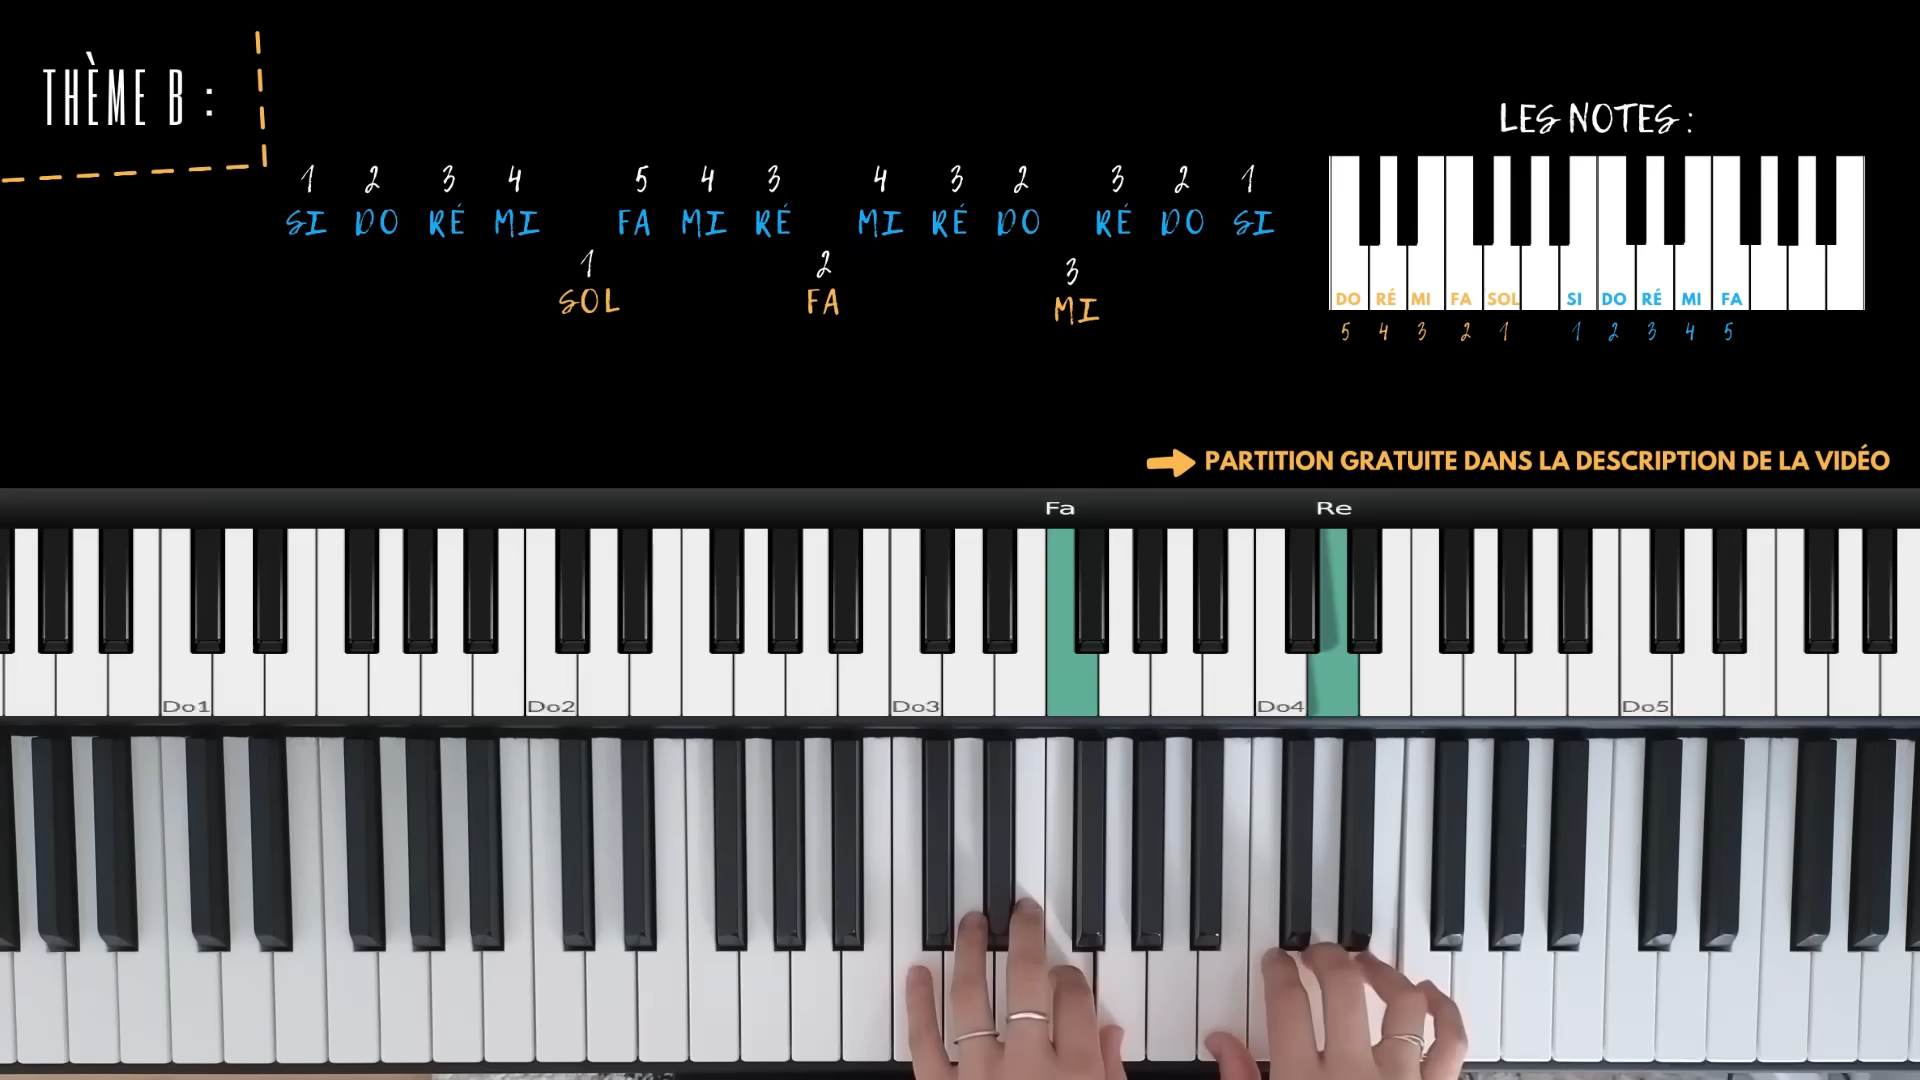 THÈME B :
1 2 3 4 5 4 3 4 3 2 3 2 1
SI DO RÉ MI FA MI RÉ MI RÉ DO RÉ DO SI
1 2 3
SOL FA MI
LES NOTES :
DO RÉ MI FA SOL SI DO RÉ MI FA
5 4 3 2 1 1 2 3 4 5
PARTITION GRATUITE DANS LA DESCRIPTION DE LA VIDÉO
Fa Re
Do1 Do2 Do3 Do4 Do5